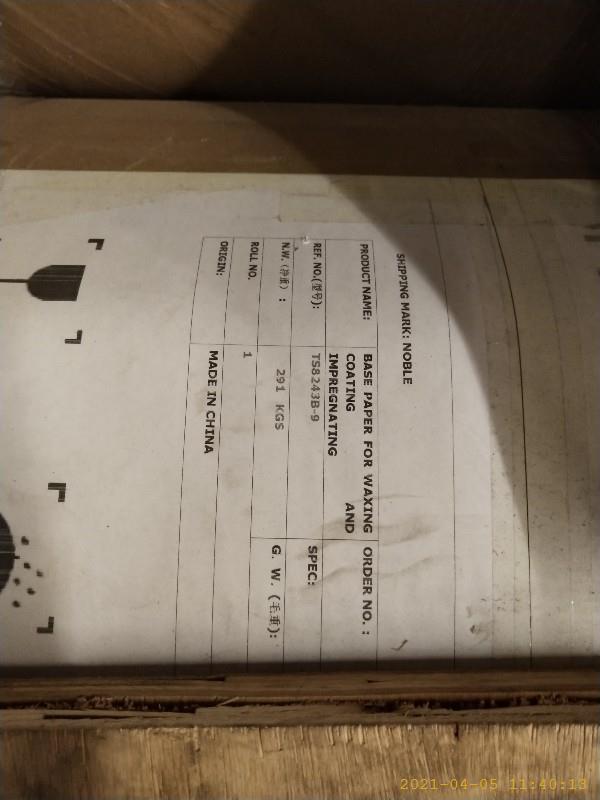 SHIPPING MARK: NOBLE
PRODUCT NAME: BASE PAPER FOR WAXING ORDER NO. :
COATING AND
IMPREGNATING
REF. NO.(型号): TS8243B-9 SPEC:
N.W.(净重) : 291 KGS G. W. (毛重):
ROLL NO. 1
ORIGIN: MADE IN CHINA
2021-04-05 11:40:13